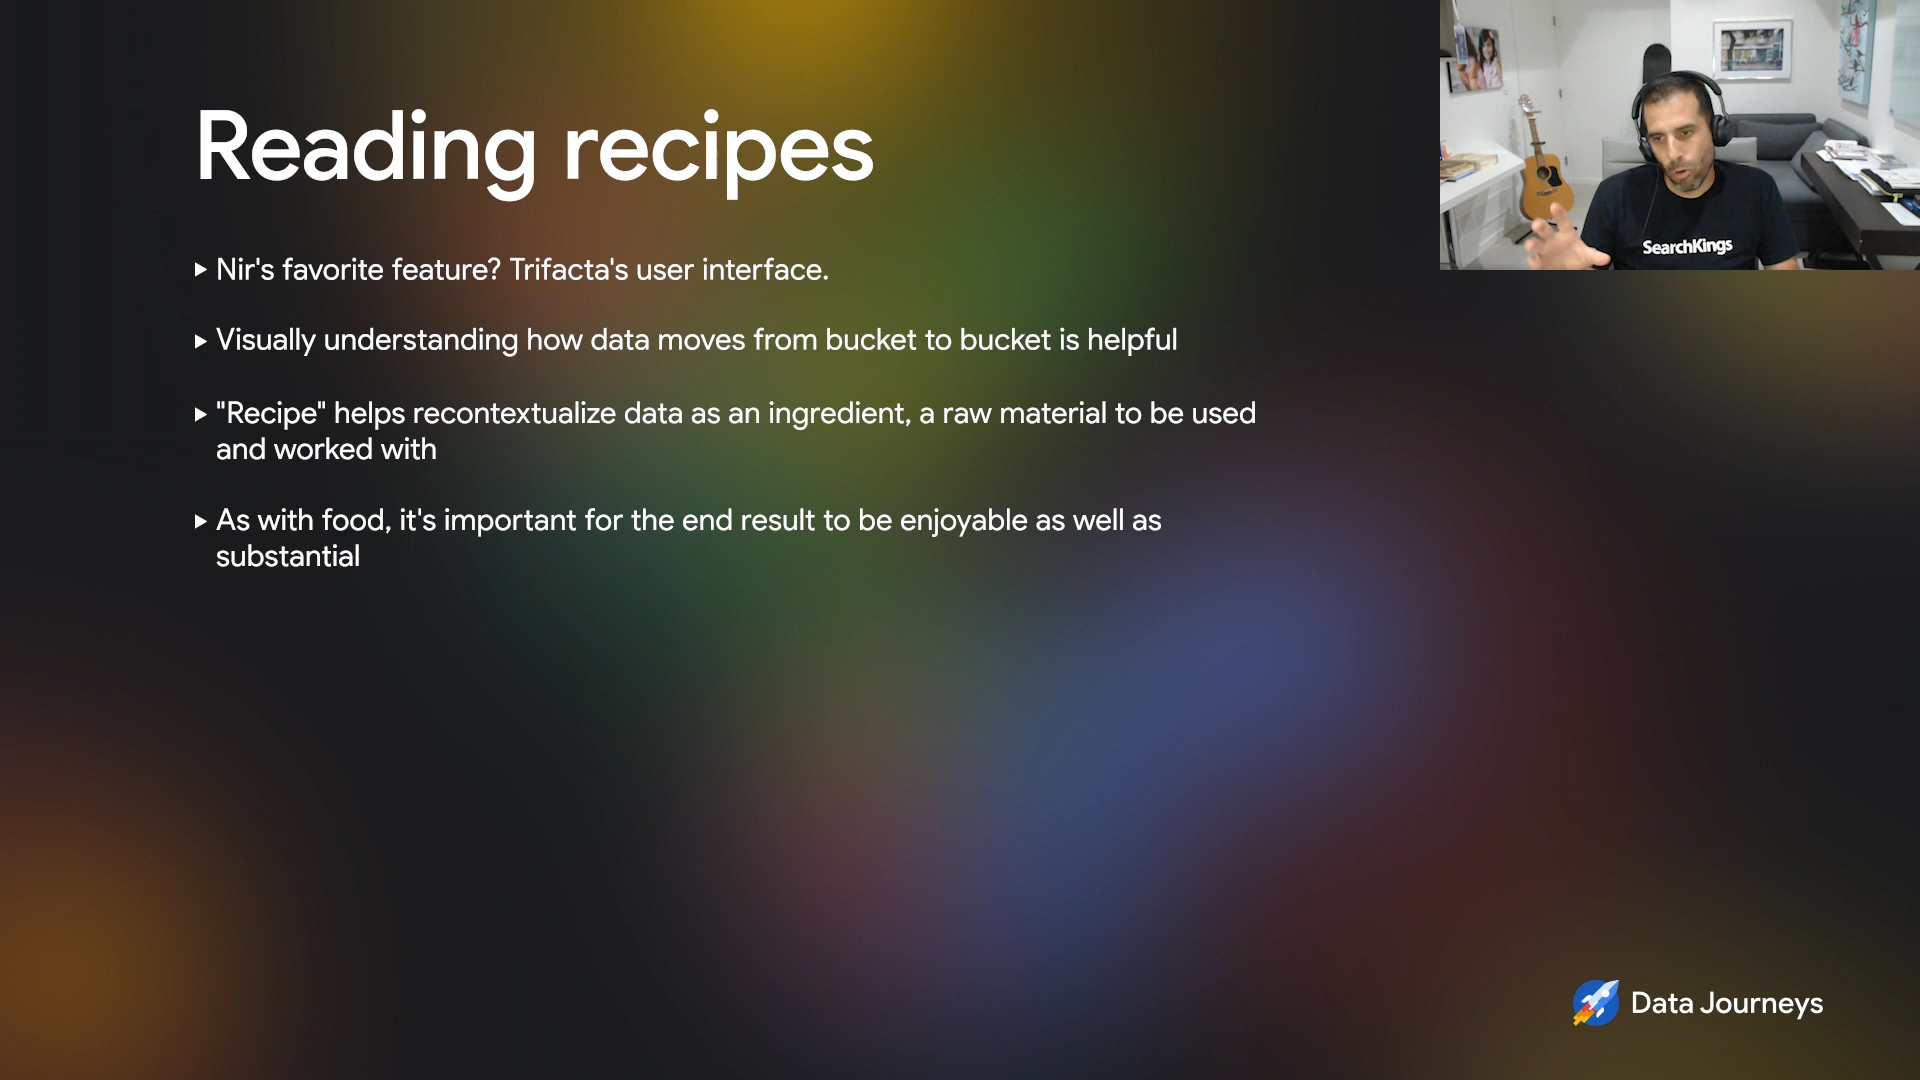 Reading recipes
Nir's favorite feature? Trifacta's user interface.
Visually understanding how data moves from bucket to bucket is helpful
"Recipe" helps recontextualize data as an ingredient, a raw material to be used
and worked with
As with food, it's important for the end result to be enjoyable as well as
substantial
SearchKings
Data Journeys